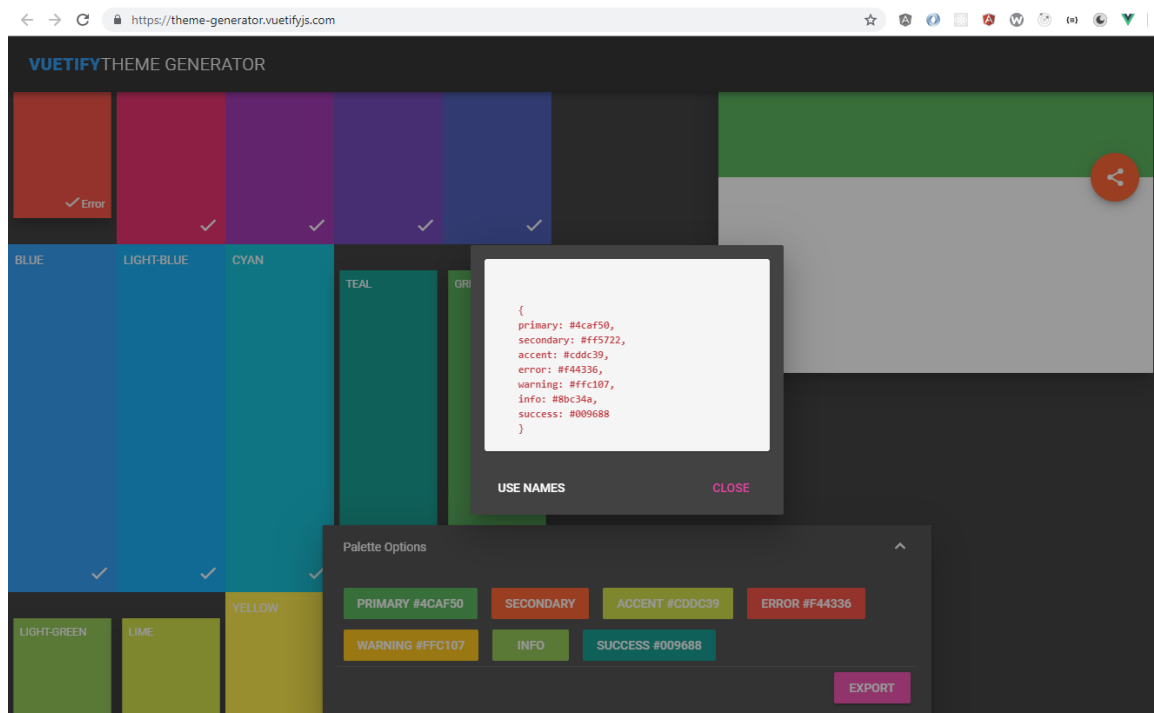 https://theme-generator.vuetifyjs.com
VUETIFYTHEME GENERATOR
Error
BLUE
LIGHT-BLUE
CYAN
TEAL
{
primary: #4caf50,
secondary: #ff5722,
accent: #cddc39,
error: #f44336,
warning: #ffc107,
info: #8bc34a,
success: #009688
}
USE NAMES
CLOSE
Palette Options
PRIMARY #4CAF50
SECONDARY
ACCENT #CDDC39
ERROR #F44336
WARNING #FFC107
INFO
SUCCESS #009688
EXPORT
YELLOW
LIGHT-GREEN
LIME